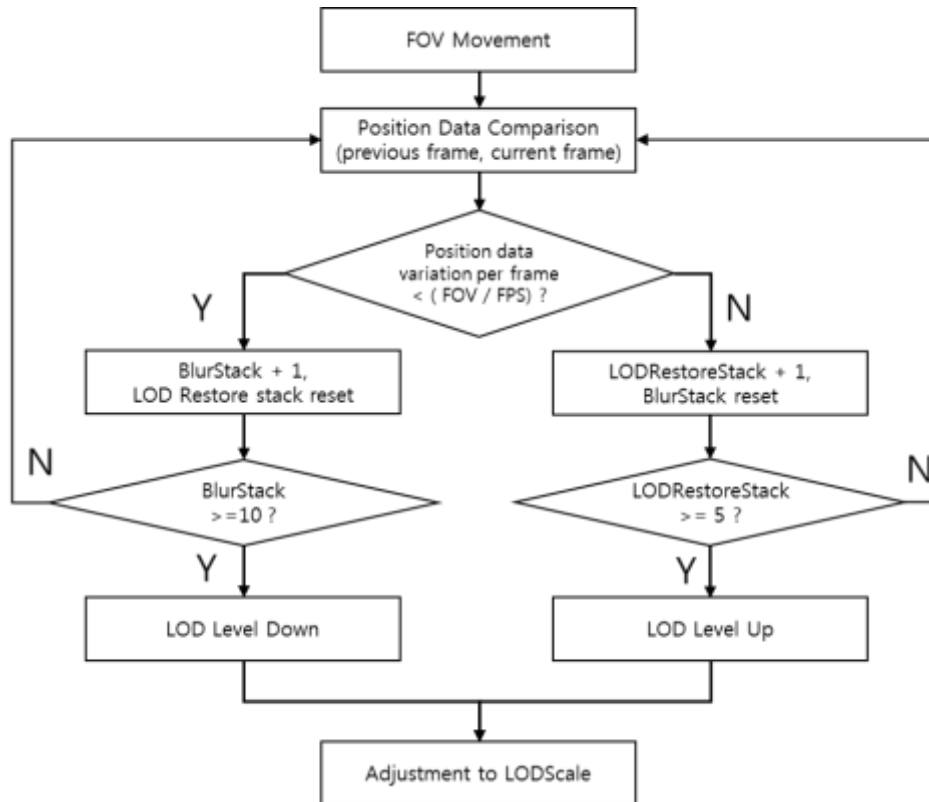 FOV Movement
Position Data Comparison
(previous frame, current frame)
Position data
variation per frame
< ( FOV / FPS) ?
Y
N
BlurStack + 1,
LOD Restore stack reset
LODRestoreStack + 1,
BlurStack reset
N
BlurStack
>=10 ?
LODRestoreStack
>= 5 ?
N
Y
Y
LOD Level Down
LOD Level Up
Adjustment to LODScale